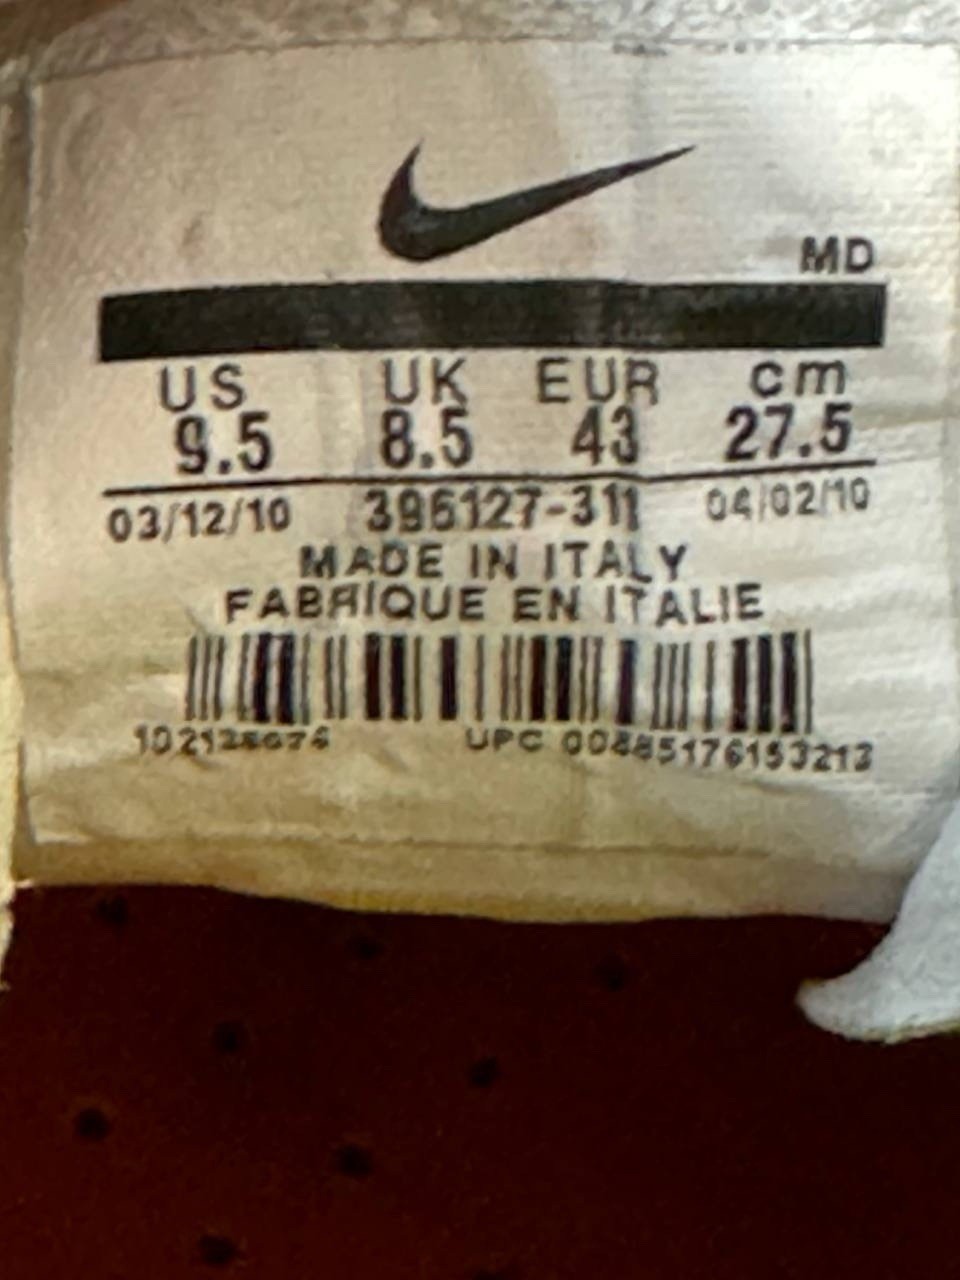 MD
US UK EUR cm
9.5 8.5 43 27.5
03/12/10 396127-311 04/02/10
MADE IN ITALY
FABRIQUE EN ITALIE
UPC 00885176153213